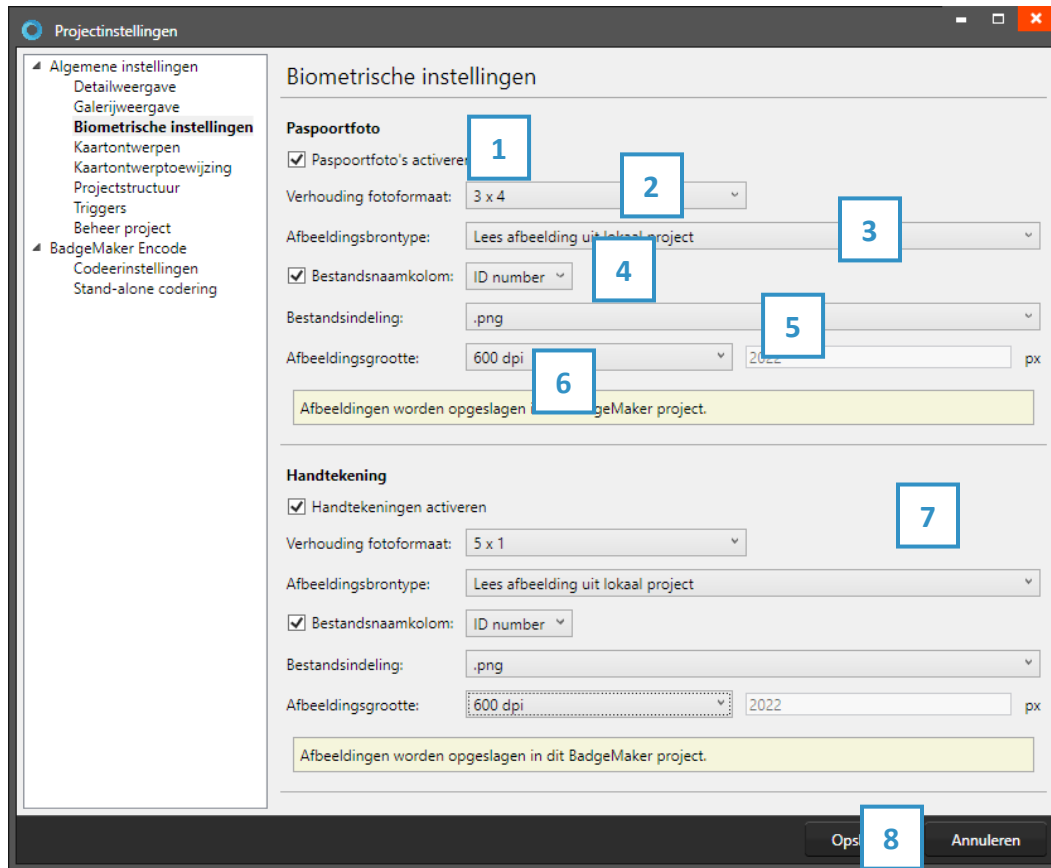 Projectinstellingen
Algemene instellingen
Detailweergave
Galerijweergave
Biometrische instellingen
Kaartontwerpen
Kaartontwerptoewijzing
Projectstructuur
Triggers
Beheer project
BadgeMaker Encode
Codeerinstellingen
Stand-alone codering
Biometrische instellingen
Paspoortfoto
1
Paspoortfoto's activeren
2
Verhouding fotoformaat: 3 x 4
3
Afbeeldingsbrontype: Lees afbeelding uit lokaal project
4
Bestandsnaamkolom: ID number
5
Bestandsindeling: .png
Afbeeldingsgrootte: 600 dpi 2022 px
6
Afbeeldingen worden opgeslagen BadgeMaker project.
Handtekening
7
Handtekeningen activeren
Verhouding fotoformaat: 5 x 1
Afbeeldingsbrontype: Lees afbeelding uit lokaal project
Bestandsnaamkolom: ID number
Bestandsindeling: .png
Afbeeldingsgrootte: 600 dpi 2022 px
Afbeeldingen worden opgeslagen in dit BadgeMaker project.
8
Annuleren